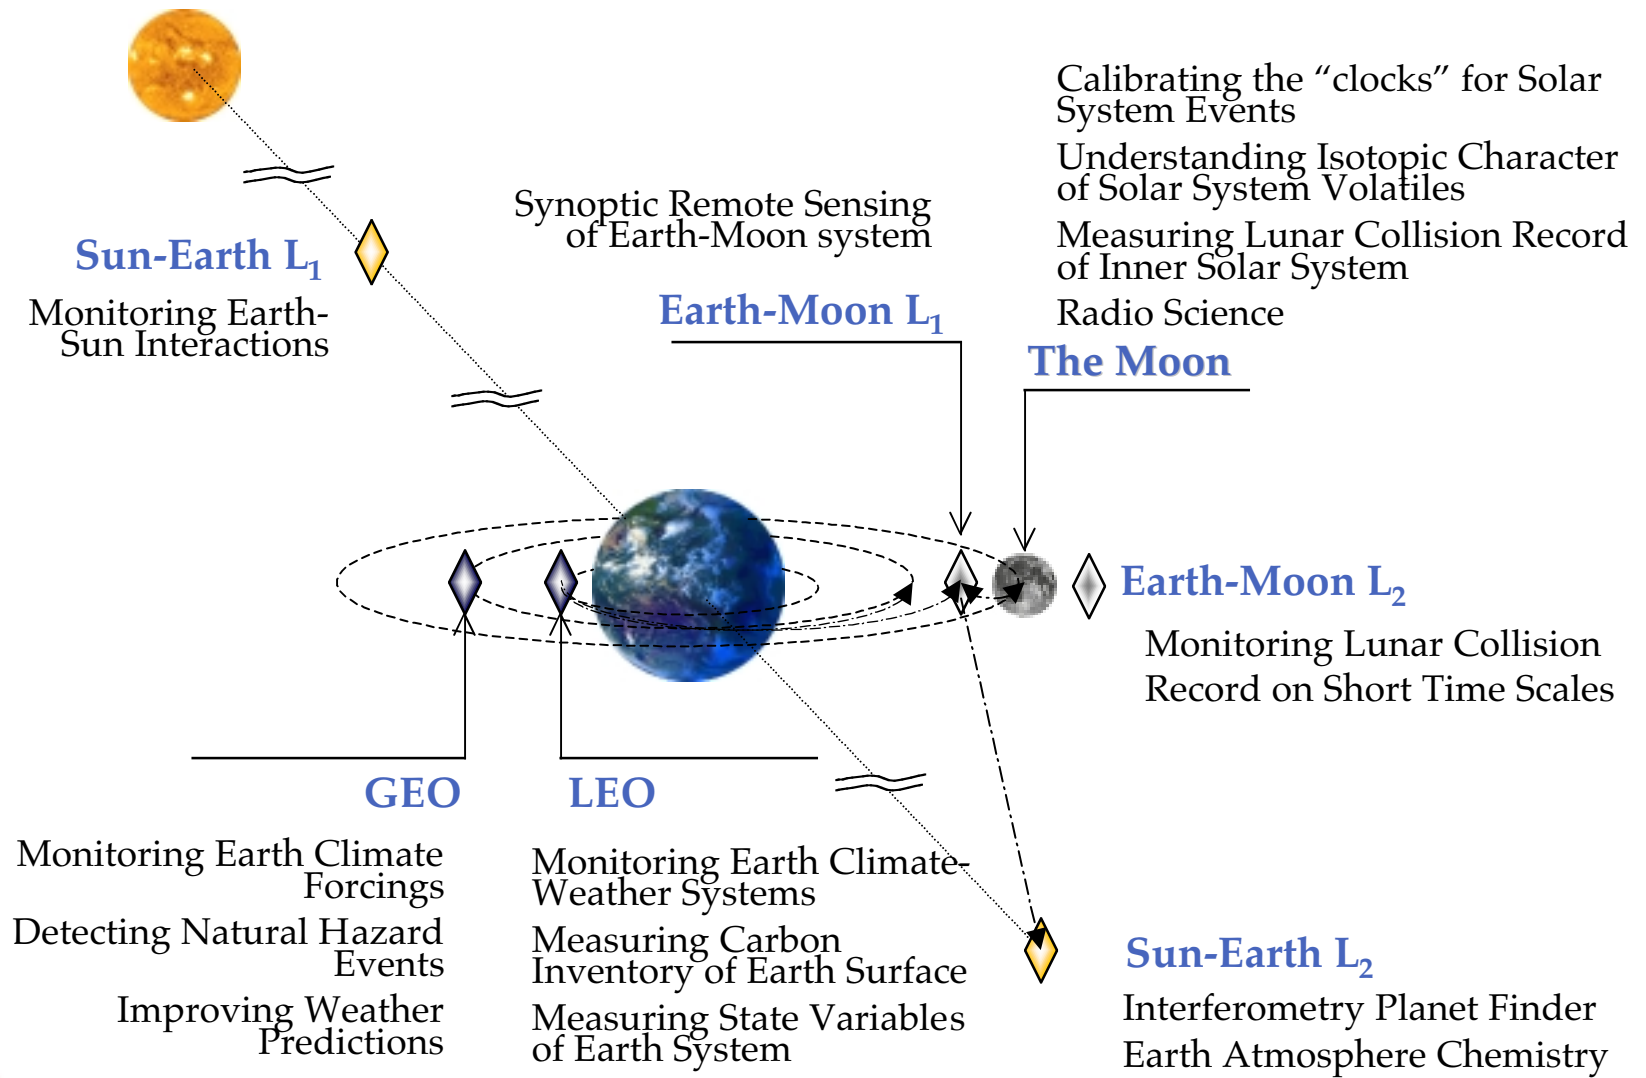 Calibrating the “clocks” for Solar
System Events
Understanding Isotopic Character
of Solar System Volatiles
Measuring Lunar Collision Record
of Inner Solar System
Radio Science
The Moon
Synoptic Remote Sensing
of Earth-Moon system
Earth-Moon L1
Sun-Earth L1
Monitoring Earth-
Sun Interactions
Earth-Moon L2
Monitoring Lunar Collision
Record on Short Time Scales
GEO
Monitoring Earth Climate
Forcings
Detecting Natural Hazard
Events
Improving Weather
Predictions
LEO
Monitoring Earth Climate-
Weather Systems
Measuring Carbon
Inventory of Earth Surface
Measuring State Variables
of Earth System
Sun-Earth L2
Interferometry Planet Finder
Earth Atmosphere Chemistry